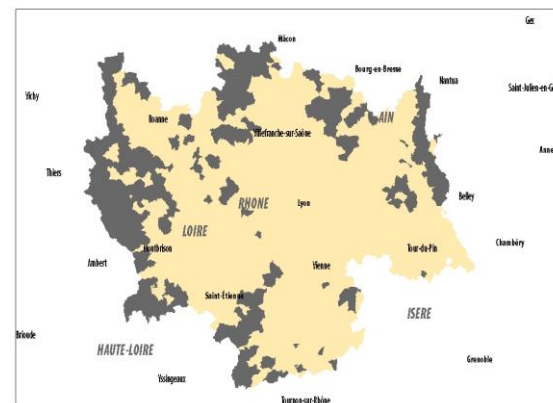 Gex
Mâcon
Bourg-en-Bresse
Nantua
Saint-Julien-en-G
Vichy
Roanne
AIN
Villefranche-sur-Saône
Anne
Thiers
Belley
RHONE
Lyon
LOIRE
Chambéry
Montbrison
Tour-du-Pin
Ambert
Vienne
Saint-Étienne
ISERE
Brioude
HAUTE-LOIRE
Grenoble
Yssingeaux
Tournon-sur-Rhône